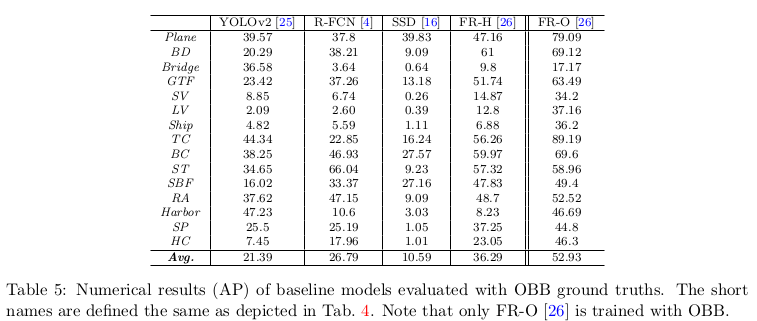 YOLOv2 [25] R-FCN [4] SSD [16] FR-H [26] FR-O [26]
Plane 39.57 37.8 39.83 47.16 79.09
BD 20.29 38.21 9.09 61 69.12
Bridge 36.58 3.64 0.64 9.8 17.17
GTF 23.42 37.26 13.18 51.74 63.49
SV 8.85 6.74 0.26 14.87 34.2
LV 2.09 2.60 0.39 12.8 37.16
Ship 4.82 5.59 1.11 6.88 36.2
TC 44.34 22.85 16.24 56.26 89.19
BC 38.25 46.93 27.57 59.97 69.6
ST 34.65 66.04 9.23 57.32 58.96
SBF 16.02 33.37 27.16 47.83 49.4
RA 37.62 47.15 9.09 48.7 52.52
Harbor 47.23 10.6 3.03 8.23 46.69
SP 25.5 25.19 1.05 37.25 44.8
HC 7.45 17.96 1.01 23.05 46.3
Avg. 21.39 26.79 10.59 36.29 52.93
Table 5: Numerical results (AP) of baseline models evaluated with OBB ground truths. The short
names are defined the same as depicted in Tab. 4. Note that only FR-O [26] is trained with OBB.